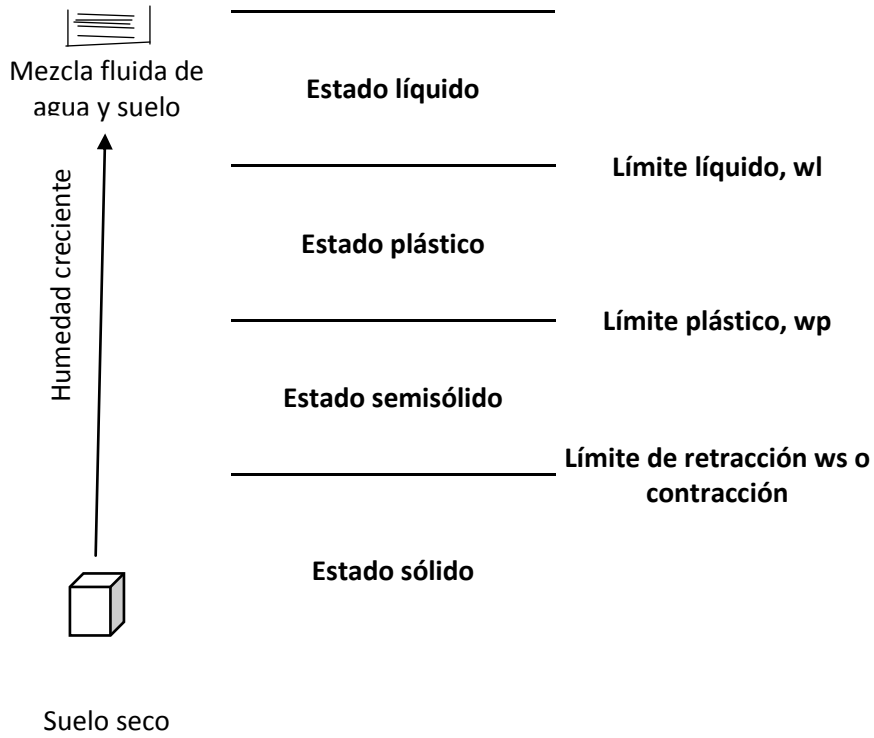 Mezcla fluida de
agua y suelo
Estado líquido
Límite líquido, wl
Humedad creciente
Estado plástico
Límite plástico, wp
Estado semisólido
Límite de retracción ws o
contracción
Estado sólido
Suelo seco